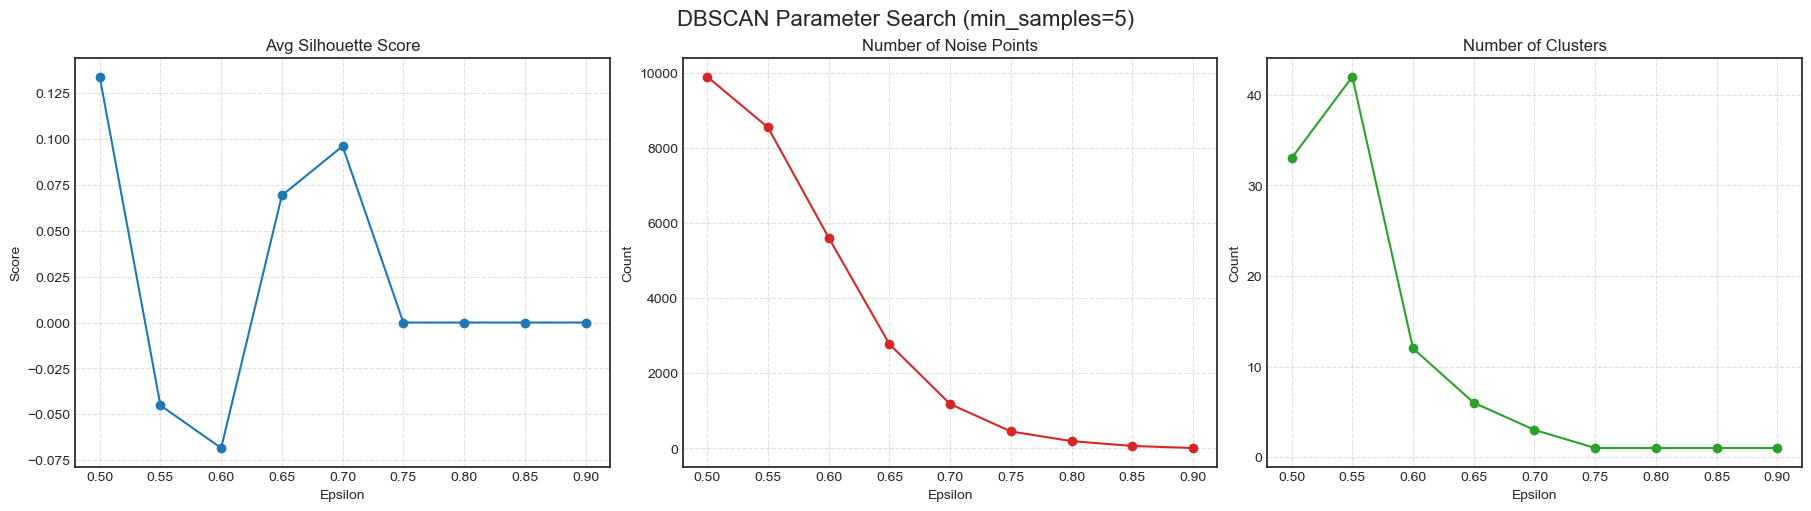 DBSCAN Parameter Search (min_samples=5)
Avg Silhouette Score
0.125
0.100
0.075
0.050
0.025
0.000
−0.025
−0.050
−0.075
Score
0.50 0.55 0.60 0.65 0.70 0.75 0.80 0.85 0.90
Epsilon
Number of Noise Points
10000
8000
6000
4000
2000
0
Count
0.50 0.55 0.60 0.65 0.70 0.75 0.80 0.85 0.90
Epsilon
Number of Clusters
40
30
20
10
0
Count
0.50 0.55 0.60 0.65 0.70 0.75 0.80 0.85 0.90
Epsilon